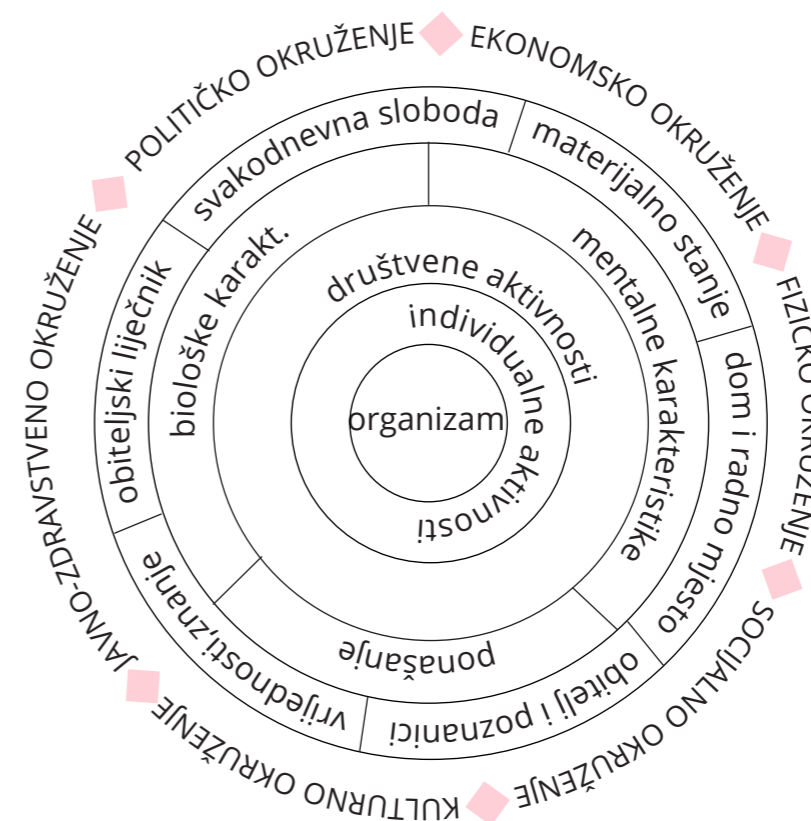 POLITIČKO OKRUŽENJE
EKONOMSKO OKRUŽENJE
FIZIČKO OKRUŽENJE
SOCIJALNO OKRUŽENJE
KULTURNO OKRUŽENJE
JAVNO-ZDRAVSTVENO OKRUŽENJE
svakodnevna sloboda
materijalno stanje
dom i radno mjesto
obitelj i poznanici
vrijednosti,znanje
obiteljski liječnik
biološke karakt.
mentalne karakteristike
ponašanje
društvene aktivnosti
individualne aktivnosti
organizam